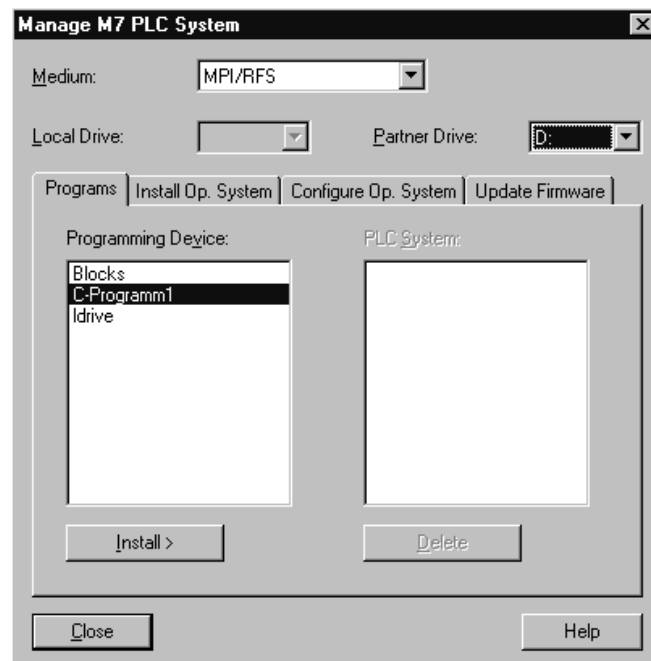 Manage M7 PLC System
Medium: MPI/RFS
Local Drive: Partner Drive: D:
Programs Install Op. System Configure Op. System Update Firmware
Programming Device: PLC System:
Blocks
C-Programm1
Idrive
Install > Delete
Close Help